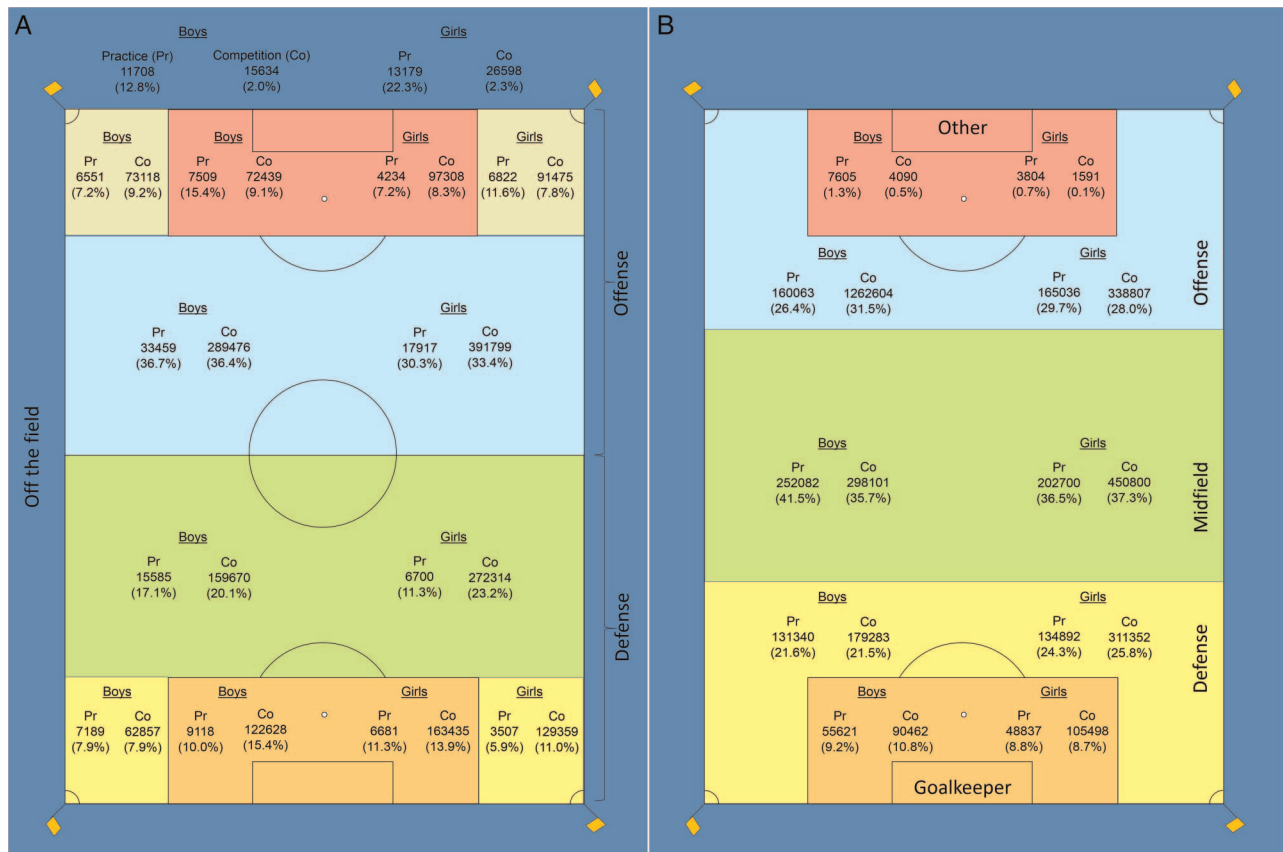 A
Boys
Girls
Practice (Pr)
Competition (Co)
Pr
Co
11708
15634
13179
26598
(12.8%)
(2.0%)
(22.3%)
(2.3%)
Boys
Pr Co
6551 73118
(7.2%) (9.2%)
Boys
Pr Co
7509 72439
(15.4%) (9.1%)
Girls
Pr Co
4234 97308
(7.2%) (8.3%)
Girls
Pr Co
6822 91475
(11.6%) (7.8%)
Boys
Pr Co
33459 289476
(36.7%) (36.4%)
Girls
Pr Co
17917 391799
(30.3%) (33.4%)
Offense
Off the field
Boys
Pr Co
15585 159670
(17.1%) (20.1%)
Girls
Pr Co
6700 272314
(11.3%) (23.2%)
Defense
Boys
Pr Co
7189 62857
(7.9%) (7.9%)
Boys
Pr Co
9118 122628
(10.0%) (15.4%)
Girls
Pr Co
6681 163435
(11.3%) (13.9%)
Girls
Pr Co
3507 129359
(5.9%) (11.0%)
B
Other
Boys
Pr Co
7605 4090
(1.3%) (0.5%)
Girls
Pr Co
3804 1591
(0.7%) (0.1%)
Boys
Pr Co
160063 1262604
(26.4%) (31.5%)
Girls
Pr Co
165036 338807
(29.7%) (28.0%)
Offense
Boys
Pr Co
252082 298101
(41.5%) (35.7%)
Girls
Pr Co
202700 450800
(36.5%) (37.3%)
Midfield
Boys
Pr Co
131340 179283
(21.6%) (21.5%)
Girls
Pr Co
134892 311352
(24.3%) (25.8%)
Defense
Boys
Pr Co
55621 90462
(9.2%) (10.8%)
Girls
Pr Co
48837 105498
(8.8%) (8.7%)
Goalkeeper